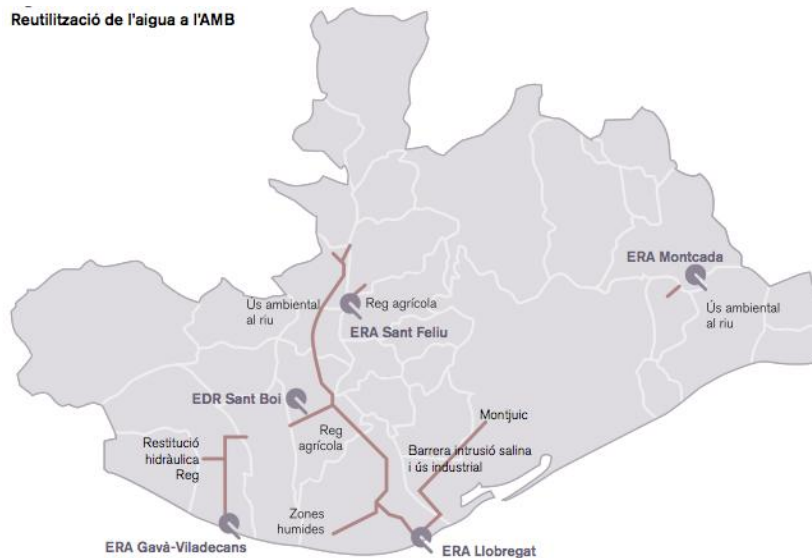 Reutilització de l'aigua a l'AMB
ERA Montcada
Ús ambiental
al riu
Ús ambiental
al riu
Reg agrícola
ERA Sant Feliu
EDR Sant Boi
Montjuic
Restitució
hidràulica
Reg
Reg
agrícola
Barrera intrusió salina
i ús industrial
Zones
humides
ERA Gavà-Viladecans
ERA Llobregat